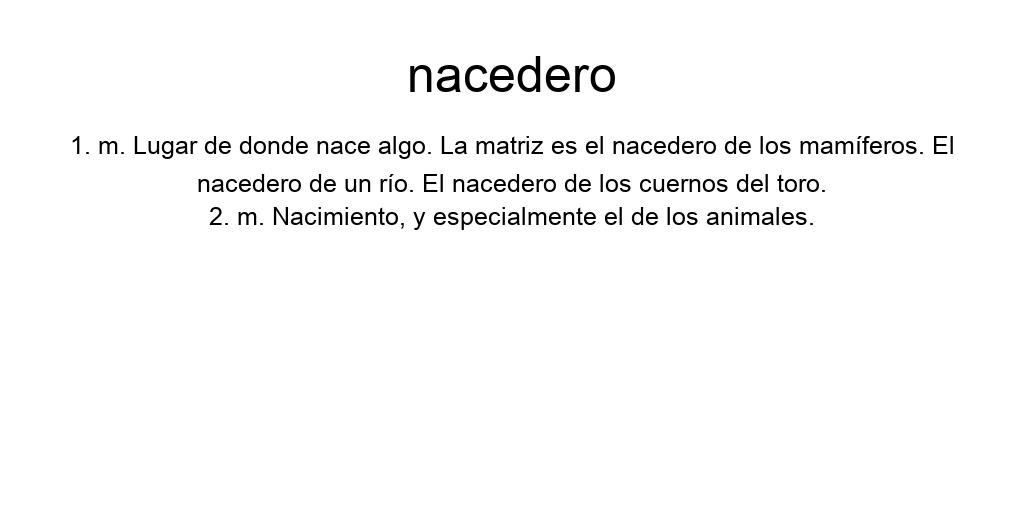 nacedero
1. m. Lugar de donde nace algo. La matriz es el nacedero de los mamíferos. El
nacedero de un río. El nacedero de los cuernos del toro.
2. m. Nacimiento, y especialmente el de los animales.